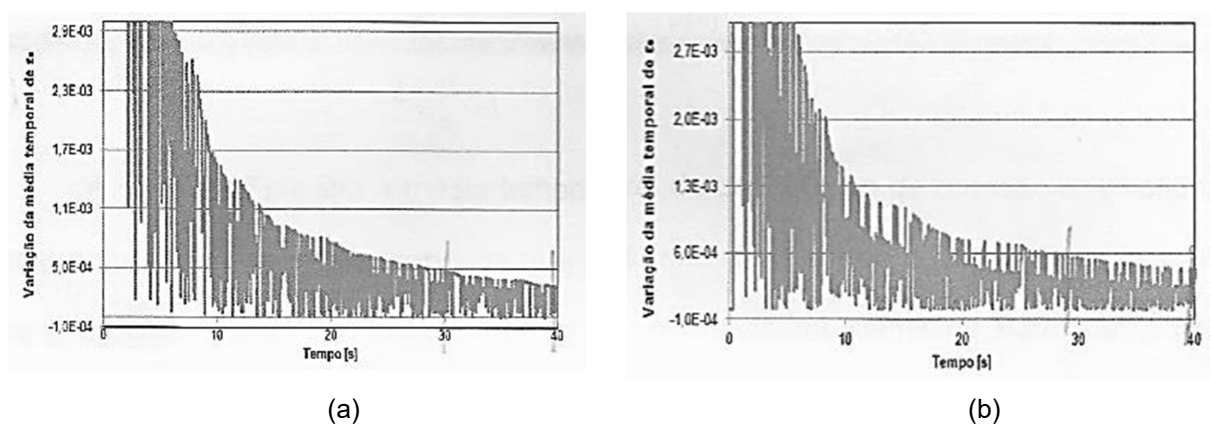 Variação da média temporal de ε₀
2,9E-03
2,3E-03
1,7E-03
1,1E-03
5,0E-04
-1,0E-04
0
10
20
30
40
Tempo [s]
(a)
Variação da média temporal de ε₀
2,7E-03
2,0E-03
1,3E-03
6,0E-04
-1,0E-04
0
10
20
30
40
Tempo [s]
(b)